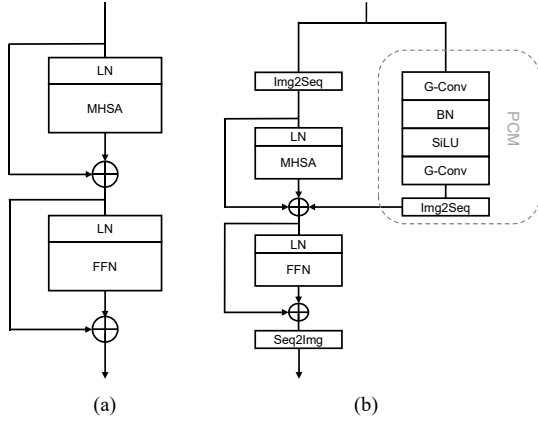 LN
MHSA
LN
FFN
(a)
Img2Seq
LN
MHSA
LN
FFN
Seq2Img
G-Conv
BN
SiLU
G-Conv
Img2Seq
PCM
(b)